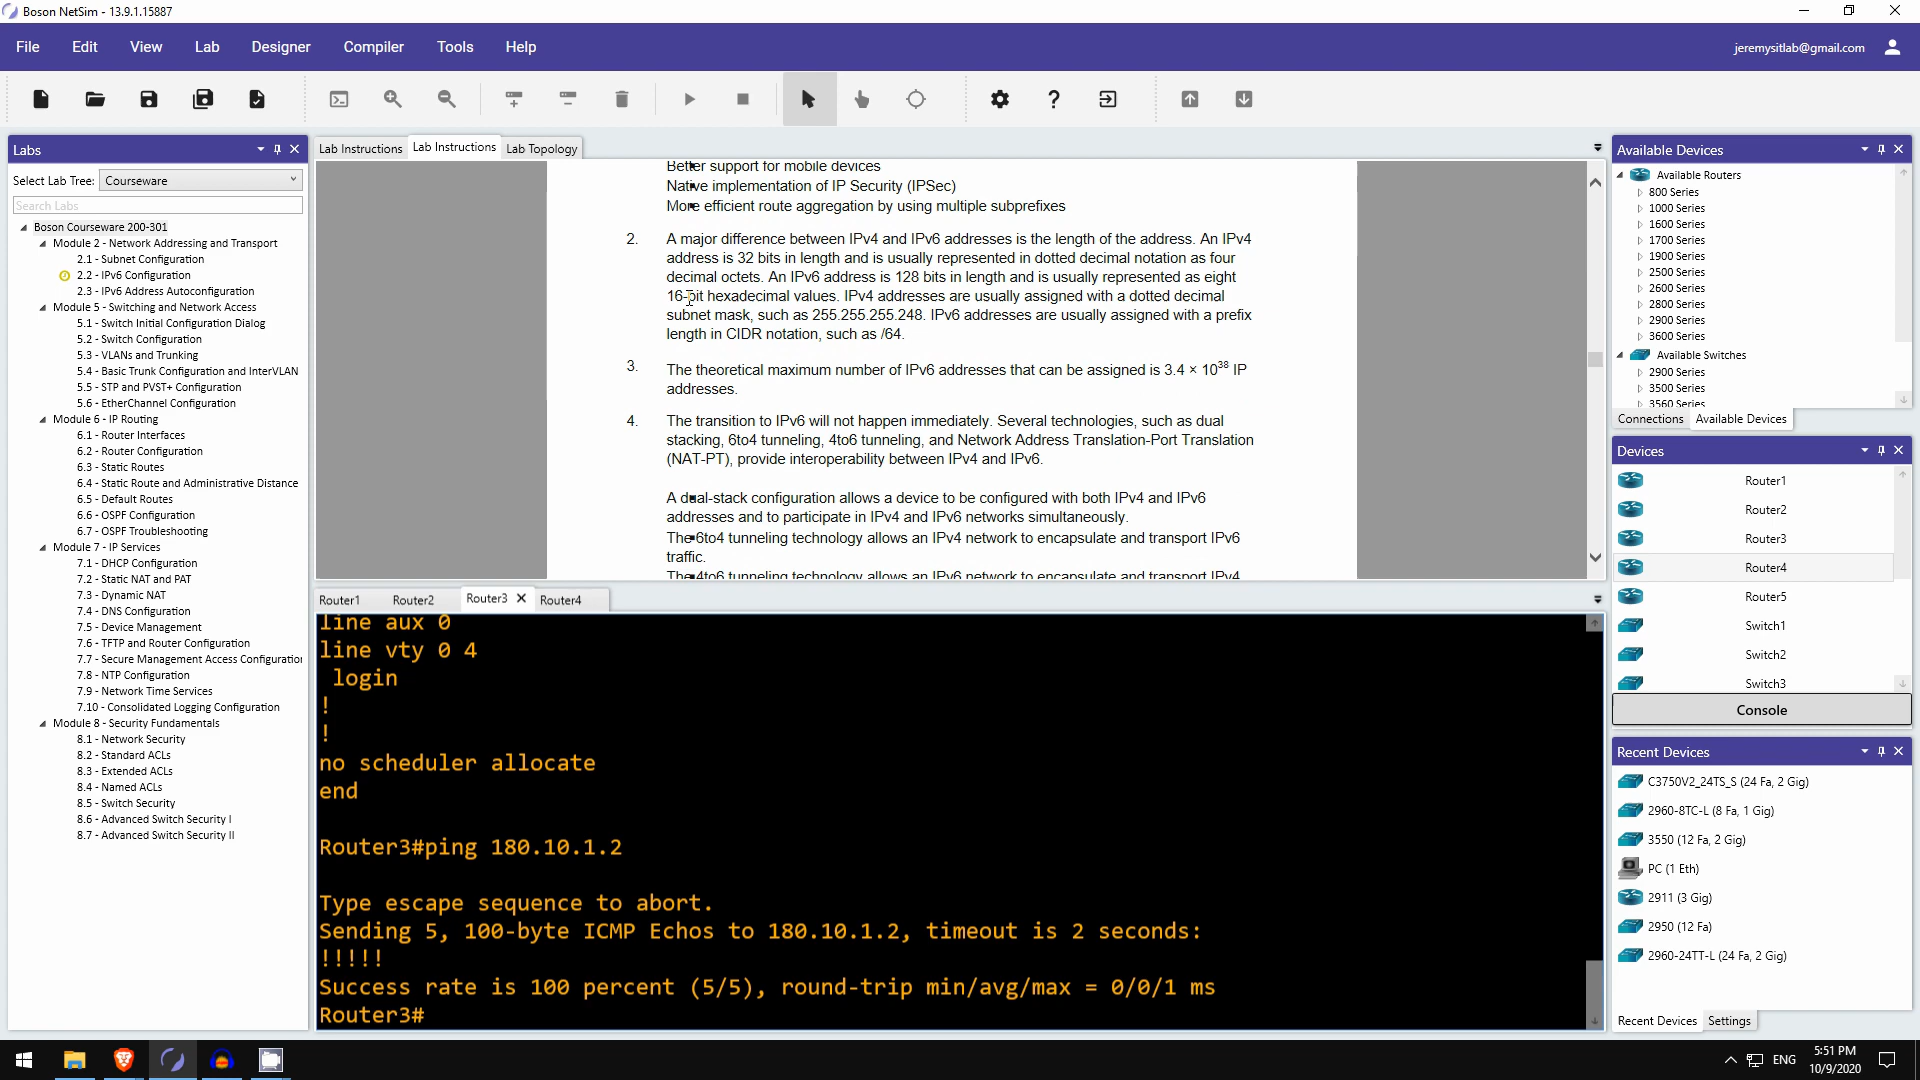 Boson NetSim - 13.9.1.15887
File Edit View Lab Designer Compiler Tools Help
jeremysitlab@gmail.com
Labs
Select Lab Tree: Courseware
Search Labs
Boson Courseware 200-301
Module 2 - Network Addressing and Transport
2.1 - Subnet Configuration
2.2 - IPv6 Configuration
2.3 - IPv6 Address Autoconfiguration
Module 5 - Switching and Network Access
5.1 - Switch Initial Configuration Dialog
5.2 - Switch Configuration
5.3 - VLANs and Trunking
5.4 - Basic Trunk Configuration and InterVLAN
5.5 - STP and PVST+ Configuration
5.6 - EtherChannel Configuration
Module 6 - IP Routing
6.1 - Router Interfaces
6.2 - Router Configuration
6.3 - Static Routes
6.4 - Static Route and Administrative Distance
6.5 - Default Routes
6.6 - OSPF Configuration
6.7 - OSPF Troubleshooting
Module 7 - IP Services
7.1 - DHCP Configuration
7.2 - Static NAT and PAT
7.3 - Dynamic NAT
7.4 - DNS Configuration
7.5 - Device Management
7.6 - TFTP and Router Configuration
7.7 - Secure Management Access Configuratio
7.8 - NTP Configuration
7.9 - Network Time Services
7.10 - Consolidated Logging Configuration
Module 8 - Security Fundamentals
8.1 - Network Security
8.2 - Standard ACLs
8.3 - Extended ACLs
8.4 - Named ACLs
8.5 - Switch Security
8.6 - Advanced Switch Security I
8.7 - Advanced Switch Security II
Lab Instructions Lab Instructions Lab Topology
Better support for mobile devices
Native implementation of IP Security (IPSec)
More efficient route aggregation by using multiple subprefixes
2. A major difference between IPv4 and IPv6 addresses is the length of the address. An IPv4
address is 32 bits in length and is usually represented in dotted decimal notation as four
decimal octets. An IPv6 address is 128 bits in length and is usually represented as eight
16-bit hexadecimal values. IPv4 addresses are usually assigned with a dotted decimal
subnet mask, such as 255.255.255.248. IPv6 addresses are usually assigned with a prefix
length in CIDR notation, such as /64.
3. The theoretical maximum number of IPv6 addresses that can be assigned is 3.4 × 10³⁸ IP
addresses.
4. The transition to IPv6 will not happen immediately. Several technologies, such as dual
stacking, 6to4 tunneling, 4to6 tunneling, and Network Address Translation-Port Translation
(NAT-PT), provide interoperability between IPv4 and IPv6.
A dual-stack configuration allows a device to be configured with both IPv4 and IPv6
addresses and to participate in IPv4 and IPv6 networks simultaneously.
The 6to4 tunneling technology allows an IPv4 network to encapsulate and transport IPv6
traffic.
The 4to6 tunneling technology allows an IPv6 network to encapsulate and transport IPv4
Router1 Router2 Router3 Router4
line aux 0
line vty 0 4
login
!
!
no scheduler allocate
end
Router3#ping 180.10.1.2
Type escape sequence to abort.
Sending 5, 100-byte ICMP Echos to 180.10.1.2, timeout is 2 seconds:
!!!!!
Success rate is 100 percent (5/5), round-trip min/avg/max = 0/0/1 ms
Router3#
Available Devices
Available Routers
800 Series
1000 Series
1600 Series
1700 Series
1900 Series
2500 Series
2600 Series
2800 Series
2900 Series
3600 Series
Available Switches
2900 Series
3500 Series
3560 Series
Connections Available Devices
Devices
Router1
Router2
Router3
Router4
Router5
Switch1
Switch2
Switch3
Console
Recent Devices
C3750V2_24TS_S (24 Fa, 2 Gig)
2960-8TC-L (8 Fa, 1 Gig)
3550 (12 Fa, 2 Gig)
PC (1 Eth)
2911 (3 Gig)
2950 (12 Fa)
2960-24TT-L (24 Fa, 2 Gig)
Recent Devices Settings
ENG
5:51 PM
10/9/2020